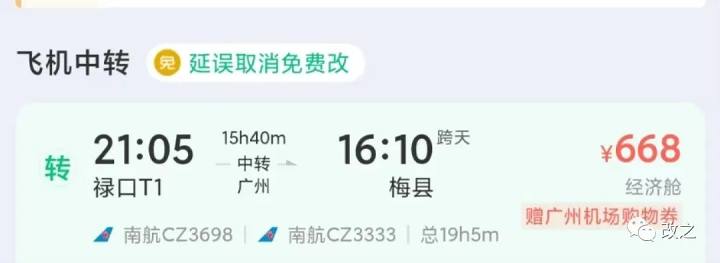 飞机中转 免 延误取消免费改
转 21:05 15h40m 16:10 跨天 ¥668
中转
禄口T1 广州 梅县 经济舱
赠广州机场购物券
南航CZ3698 | 南航CZ3333 | 总19h5m
改之